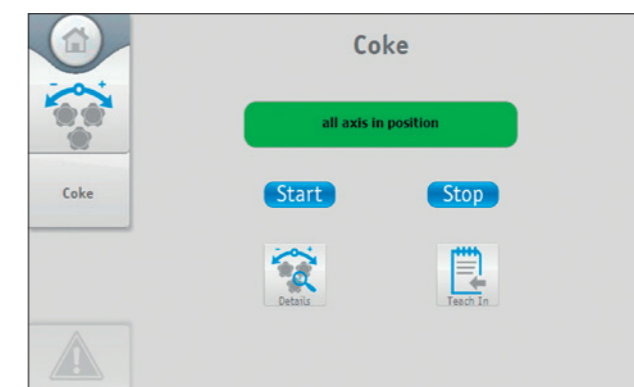 Coke
all axis in position
Coke
Start
Stop
Details
Teach In